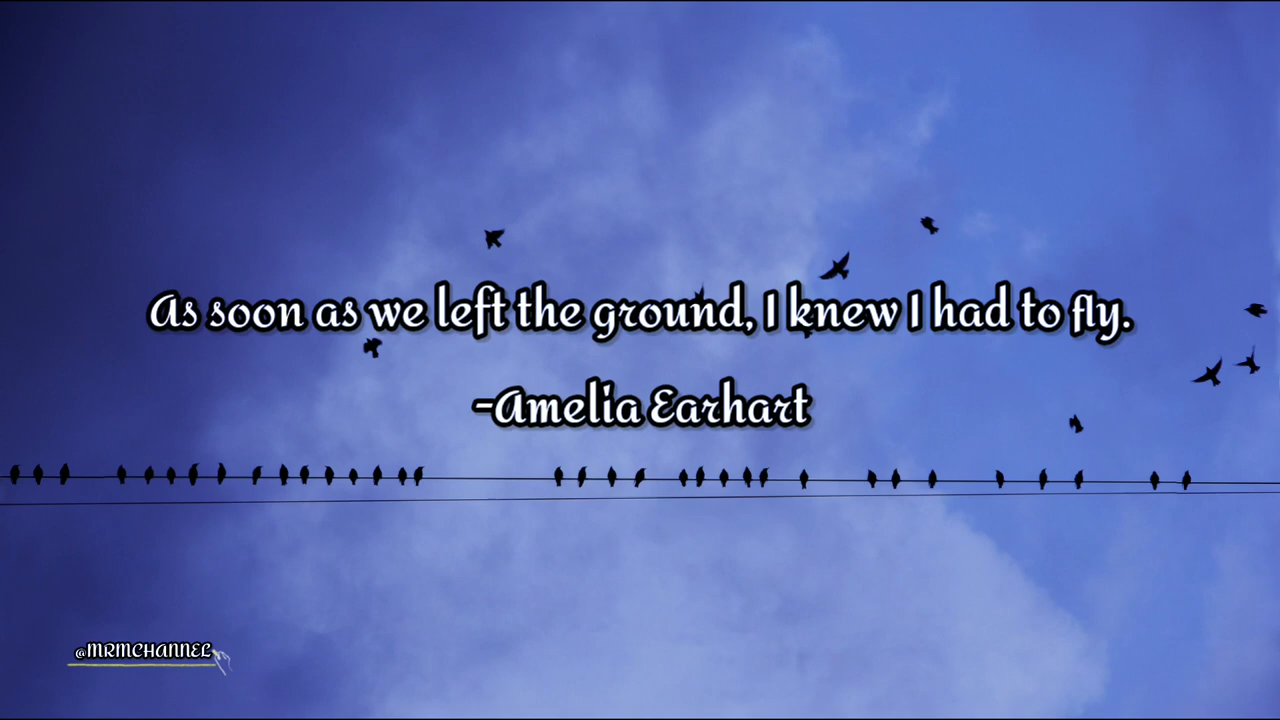 As soon as we left the ground, I knew I had to fly.
-Amelia Earhart
@MRMCHANNEL